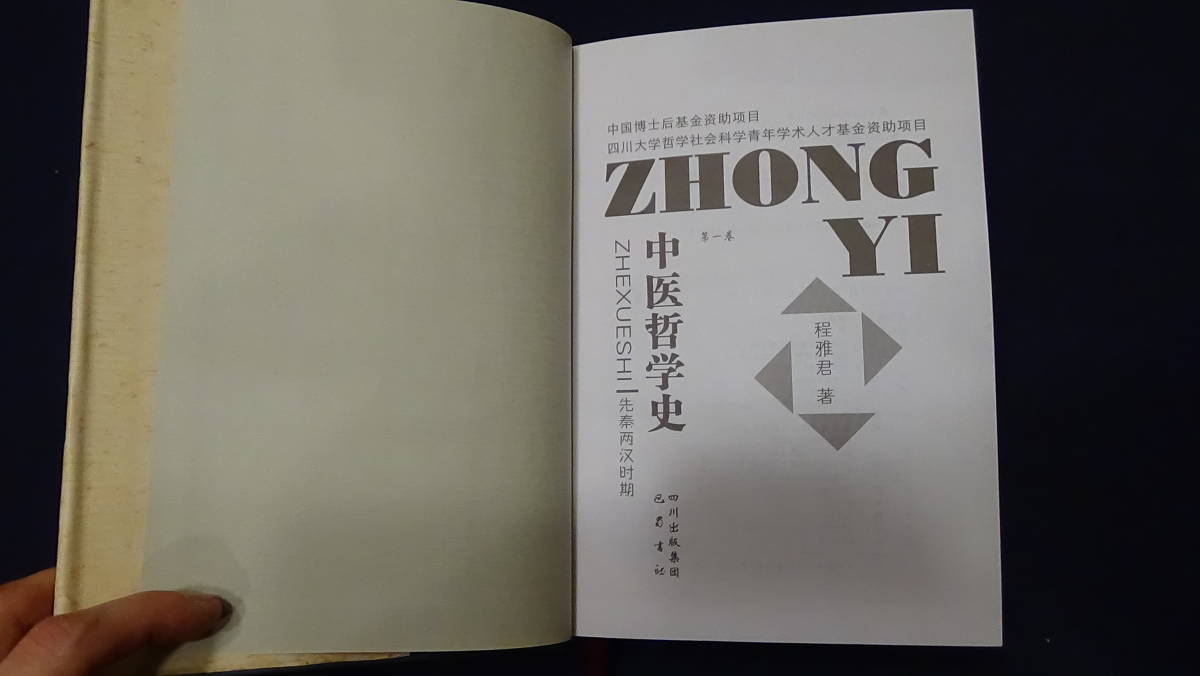 中国博士后基金资助项目
四川大学哲学社会科学青年学术人才基金资助项目
ZHONG
YI
第一卷
中医哲学史
ZHEXUESHI
先秦两汉时期
程雅君 著
四川出版集团
巴蜀书社